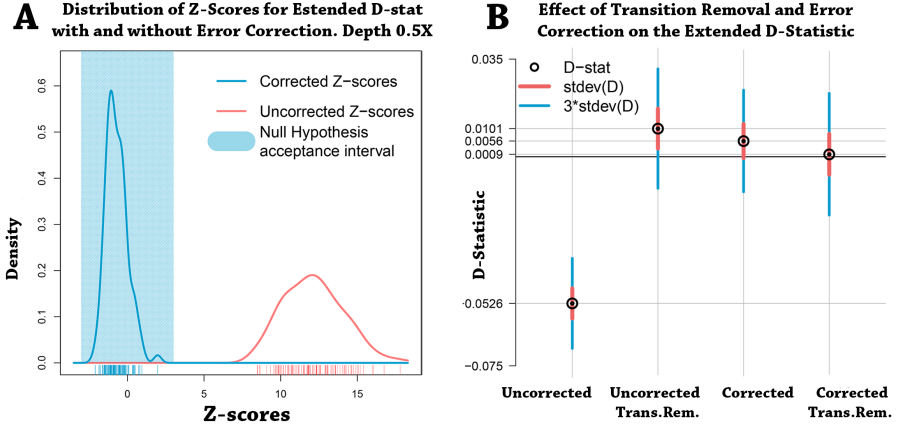 A
Distribution of Z-Scores for Estended D-stat
with and without Error Correction. Depth 0.5X
Corrected Z-scores
Uncorrected Z-scores
Null Hypothesis
acceptance interval
Density
0.6
0.5
0.4
0.3
0.2
0.1
0.0
0
5
10
15
Z-scores
B
Effect of Transition Removal and Error
Correction on the Extended D-Statistic
D-stat
stdev(D)
3*stdev(D)
D-Statistic
0.035
0.0101
0.0056
0.0009
-0.0526
-0.075
Uncorrected
Uncorrected
Trans.Rem.
Corrected
Corrected
Trans.Rem.